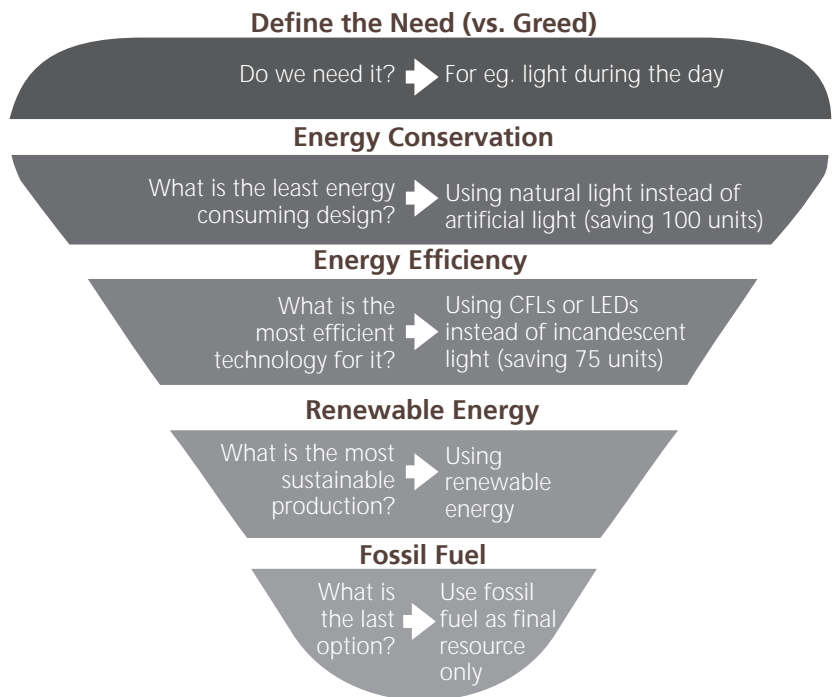 Define the Need (vs. Greed)
Do we need it?
For eg. light during the day
Energy Conservation
What is the least energy
consuming design?
Using natural light instead of
artificial light (saving 100 units)
Energy Efficiency
What is the
most efficient
technology for it?
Using CFLs or LEDs
instead of incandescent
light (saving 75 units)
Renewable Energy
What is the most
sustainable
production?
Using
renewable
energy
Fossil Fuel
What is
the last
option?
Use fossil
fuel as final
resource
only